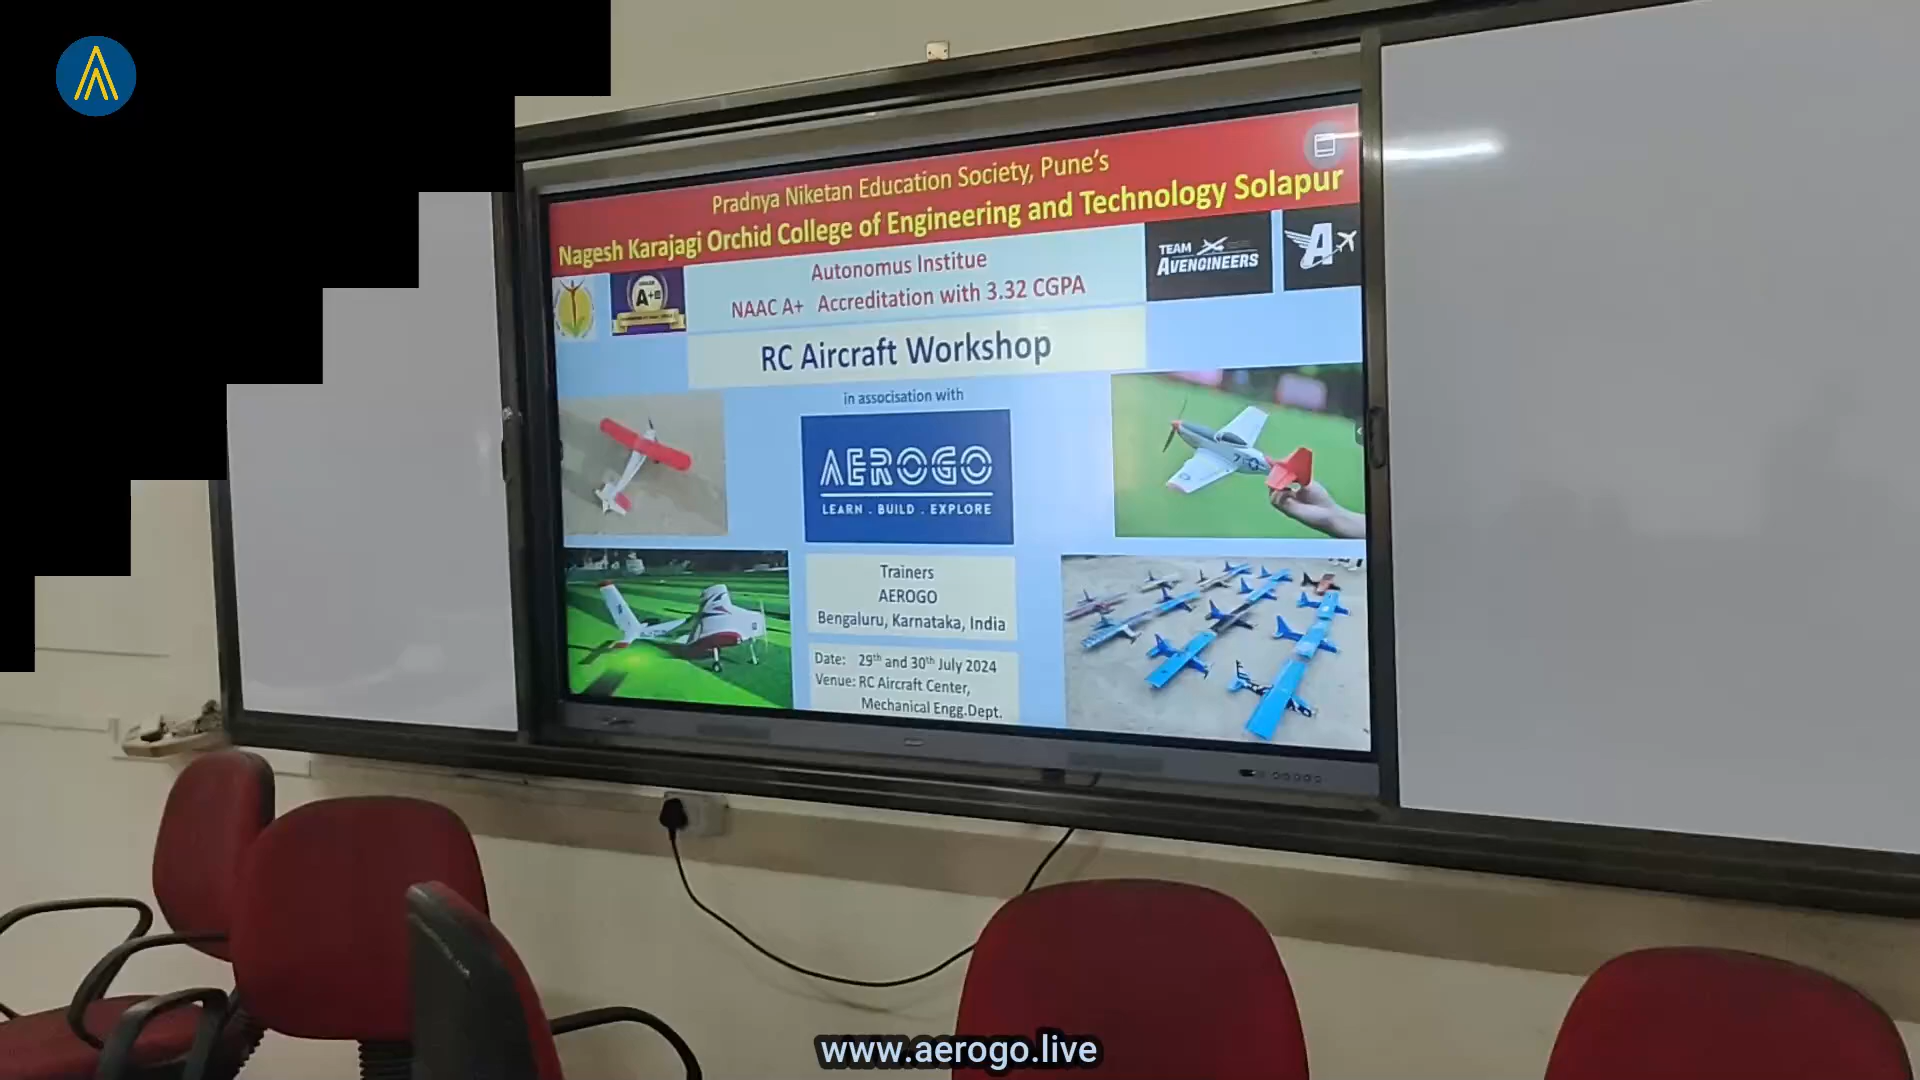 Pradnya Niketan Education Society, Pune's
Nagesh Karajagi Orchid College of Engineering and Technology Solapur
Autonomus Institue
NAAC A+ Accreditation with 3.32 CGPA
A+
TEAM
AVENGINEERS
A
RC Aircraft Workshop
in associsation with
AEROGO
LEARN . BUILD . EXPLORE
Trainers
AEROGO
Bengaluru, Karnataka, India
Date: 29th and 30th July 2024
Venue: RC Aircraft Center,
Mechanical Engg.Dept.
www.aerogo.live